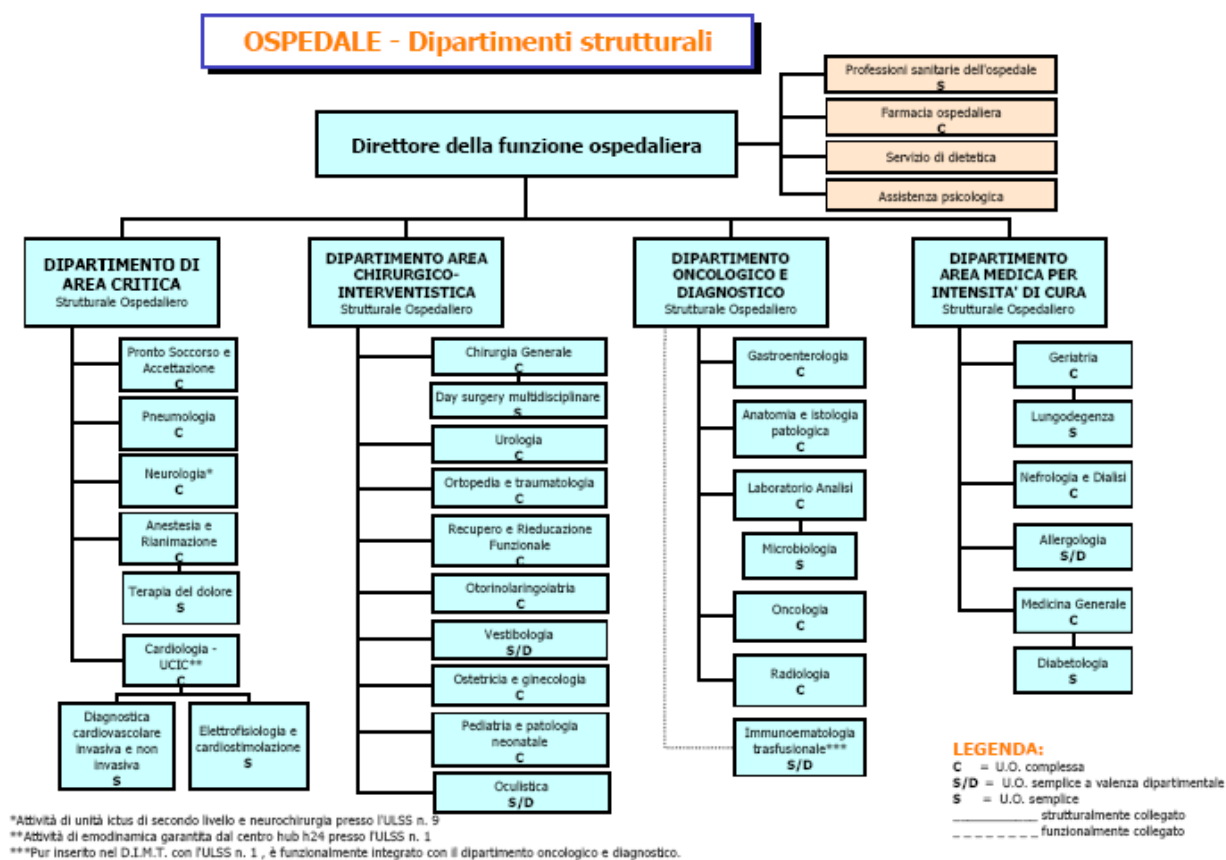 OSPEDALE - Dipartimenti strutturali
Professioni sanitarie dell'ospedale
S
Farmacia ospedaliera
C
Servizio di dietetica
Assistenza psicologica
Direttore della funzione ospedaliera
DIPARTIMENTO DI
AREA CRITICA
Strutturale Ospedaliero
Pronto Soccorso e
Accettazione
C
Pneumologia
C
Neurologia*
C
Anestesia e
Rianimazione
C
Terapia del dolore
S
Cardiologia -
UCIC**
C
Diagnostica
cardiovascolare
invasiva e non
invasiva
S
Elettrofisiologia e
cardiostimolazione
S
DIPARTIMENTO AREA
CHIRURGICO-
INTERVENTISTICA
Strutturale Ospedaliero
Chirurgia Generale
C
Day surgery multidisciplinare
S
Urologia
C
Ortopedia e traumatologia
C
Recupero e Rieducazione
Funzionale
C
Otorinolaringoiatria
C
Vestibologia
S/D
Ostetricia e ginecologia
C
Pediatria e patologia
neonatale
C
Oculistica
S/D
DIPARTIMENTO
ONCOLOGICO E
DIAGNOSTICO
Strutturale Ospedaliero
Gastroenterologia
C
Anatomia e istologia
patologica
C
Laboratorio Analisi
C
Microbiologia
S
Oncologia
C
Radiologia
C
Immunoematologia
trasfusionale***
S/D
DIPARTIMENTO
AREA MEDICA PER
INTENSITA' DI CURA
Strutturale Ospedaliero
Geriatria
C
Lungodegenza
S
Nefrologia e Dialisi
C
Allergologia
S/D
Medicina Generale
C
Diabetologia
S
LEGENDA:
C = U.O. complessa
S/D = U.O. semplice a valenza dipartimentale
S = U.O. semplice
strutturalmente collegato
funzionalmente collegato
*Attività di unità ictus di secondo livello e neurochirurgia presso l'ULSS n. 9
**Attività di emodinamica garantita dal centro hub h24 presso l'ULSS n. 1
***Pur inserito nel D.I.M.T. con l'ULSS n. 1 , è funzionalmente integrato con il dipartimento oncologico e diagnostico.